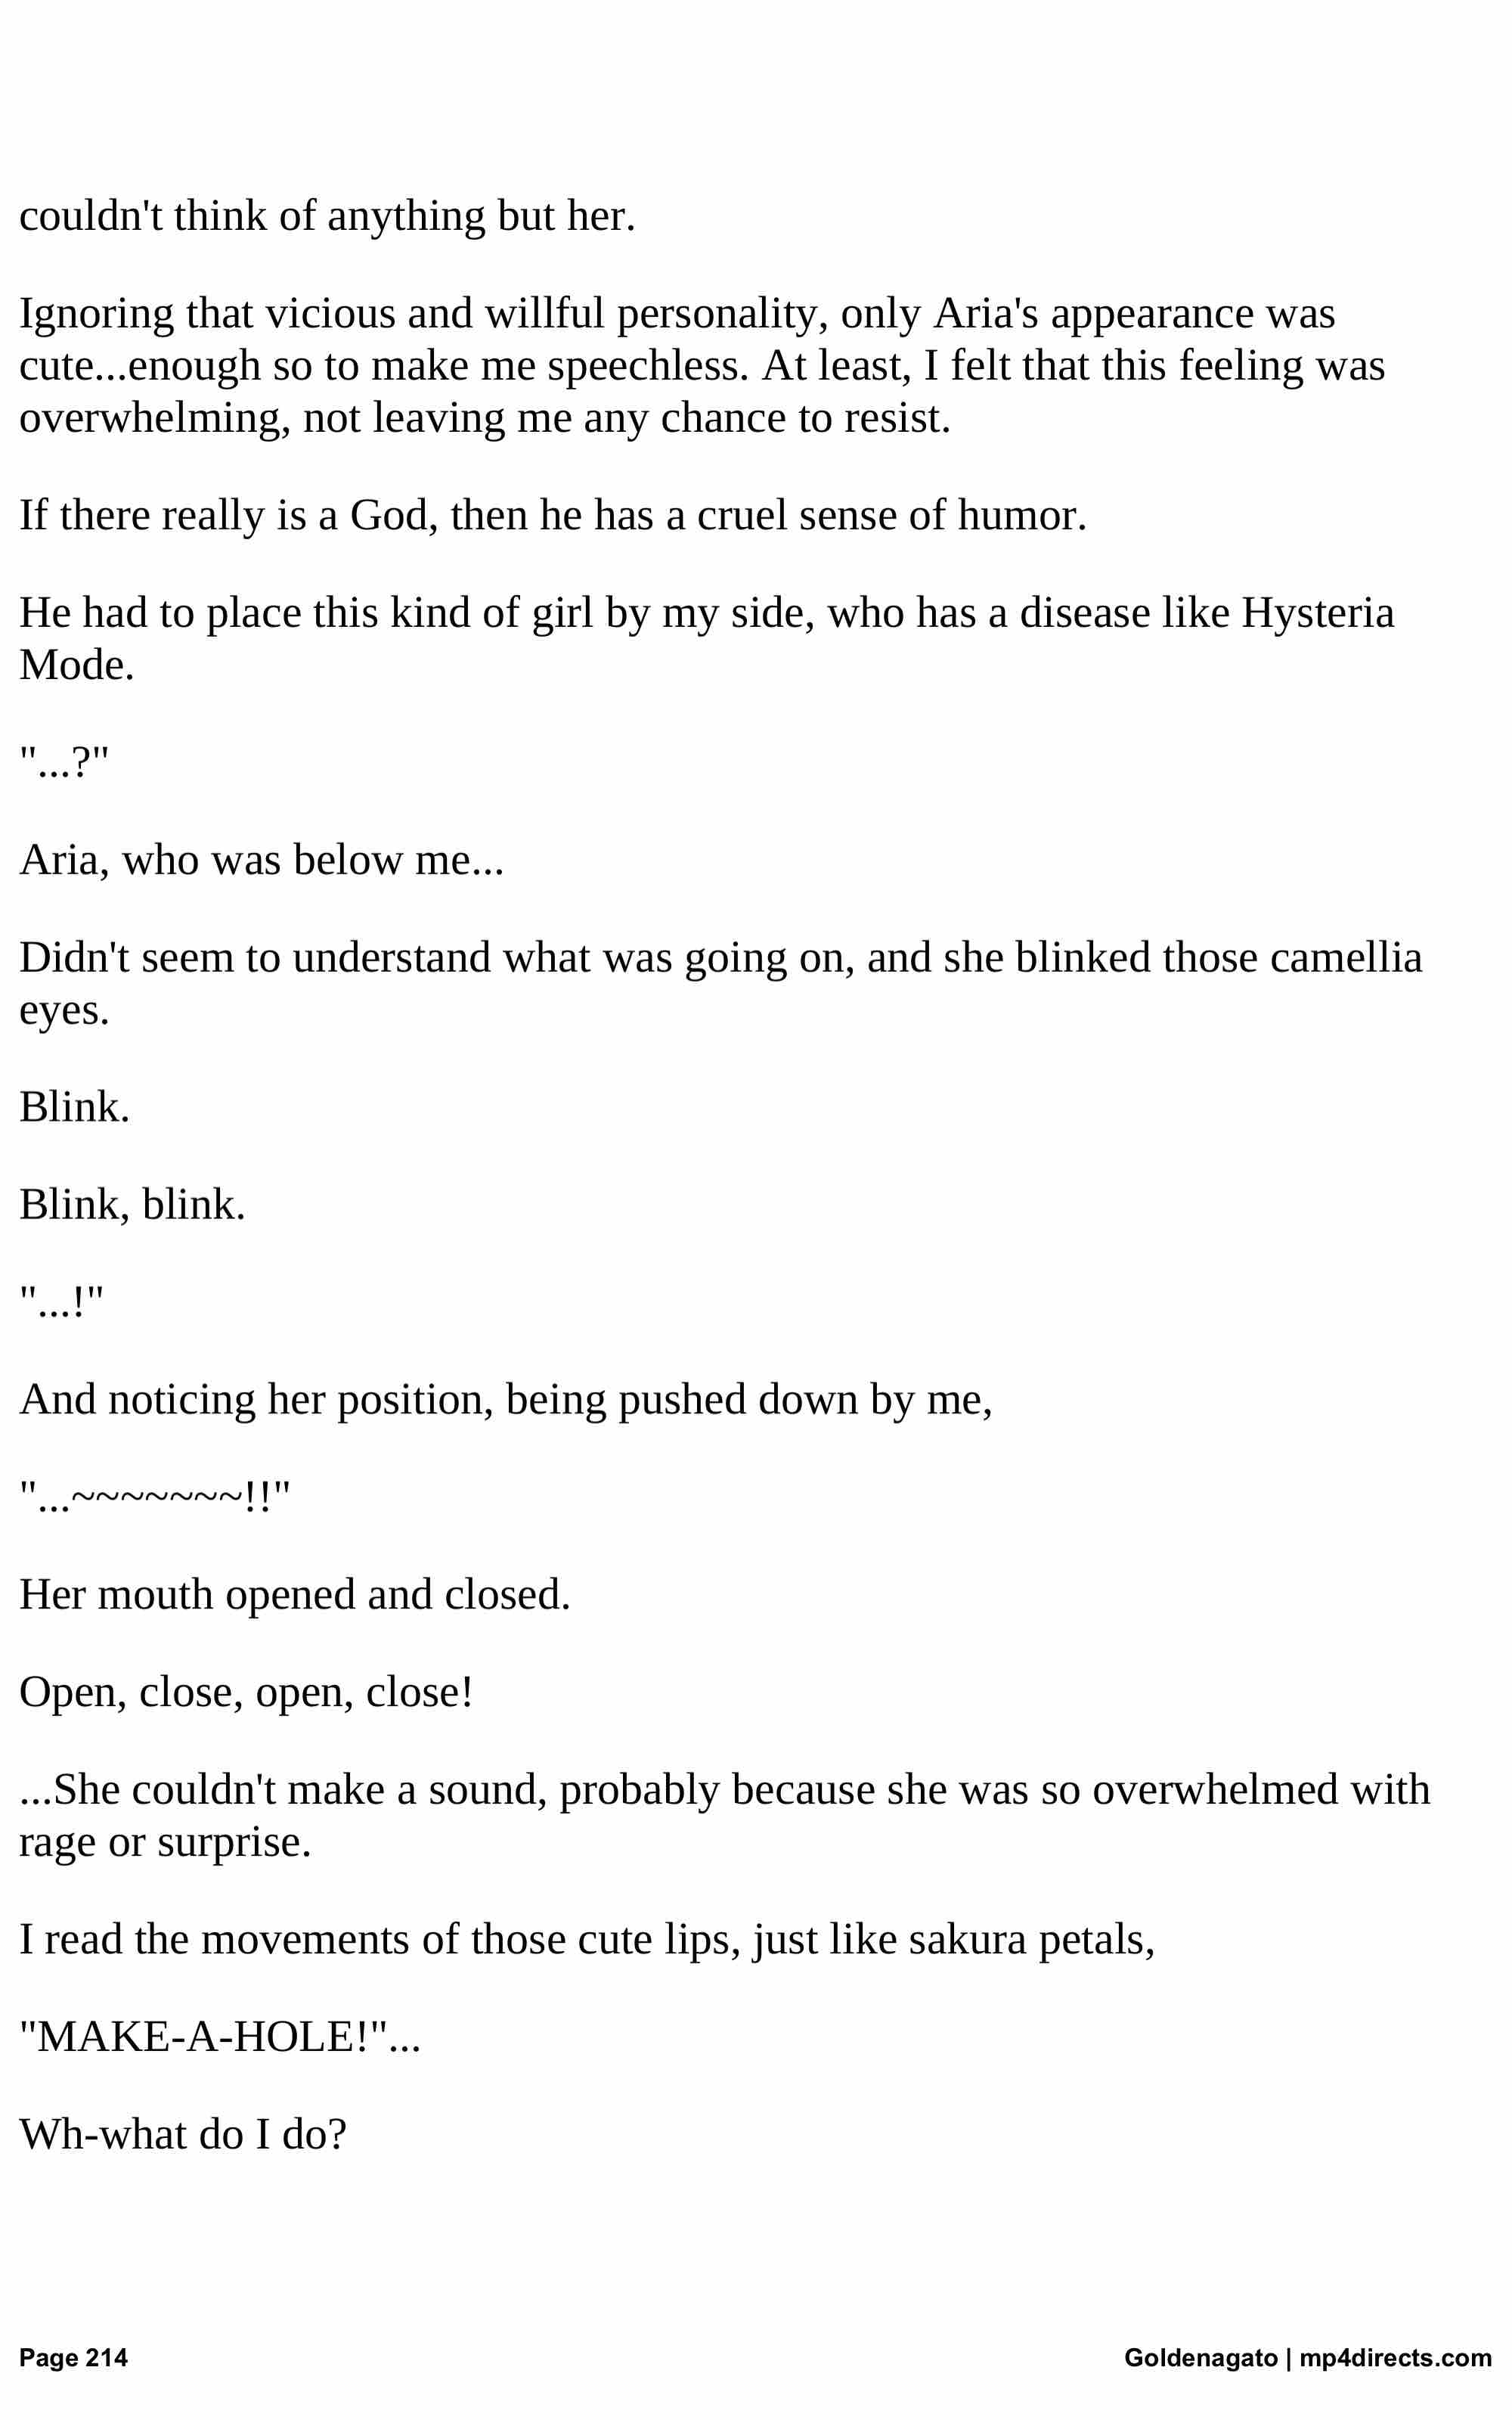 couldn't think of anything but her.
Ignoring that vicious and willful personality, only Aria's appearance was
cute...enough so to make me speechless. At least, I felt that this feeling was
overwhelming, not leaving me any chance to resist.
If there really is a God, then he has a cruel sense of humor.
He had to place this kind of girl by my side, who has a disease like Hysteria
Mode.
"...?"
Aria, who was below me...
Didn't seem to understand what was going on, and she blinked those camellia
eyes.
Blink.
Blink, blink.
"...!"
And noticing her position, being pushed down by me,
"...~~~~~~~!!"
Her mouth opened and closed.
Open, close, open, close!
...She couldn't make a sound, probably because she was so overwhelmed with
rage or surprise.
I read the movements of those cute lips, just like sakura petals,
"MAKE-A-HOLE!"...
Wh-what do I do?
Page 214
Goldenagato | mp4directs.com